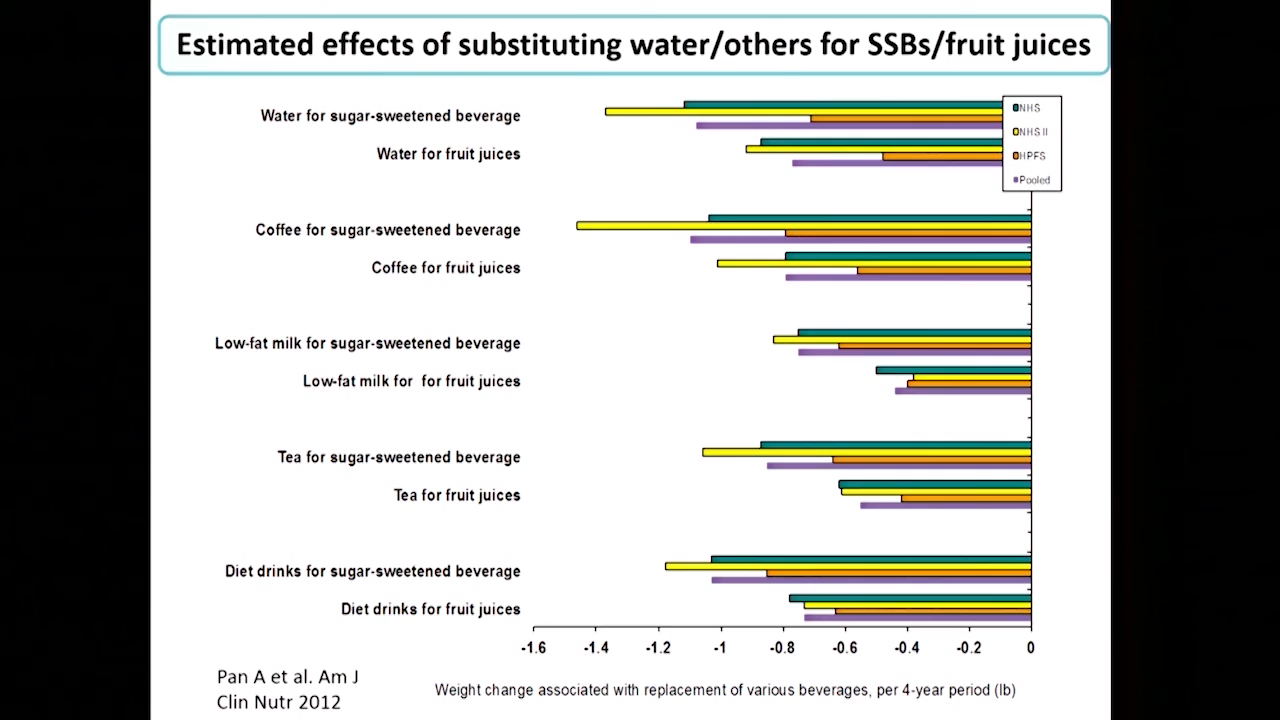 Estimated effects of substituting water/others for SSBs/fruit juices
NHS
NHS II
HPFS
Pooled
Water for sugar-sweetened beverage
Water for fruit juices
Coffee for sugar-sweetened beverage
Coffee for fruit juices
Low-fat milk for sugar-sweetened beverage
Low-fat milk for for fruit juices
Tea for sugar-sweetened beverage
Tea for fruit juices
Diet drinks for sugar-sweetened beverage
Diet drinks for fruit juices
-1.6 -1.4 -1.2 -1 -0.8 -0.6 -0.4 -0.2 0
Weight change associated with replacement of various beverages, per 4-year period (lb)
Pan A et al. Am J
Clin Nutr 2012